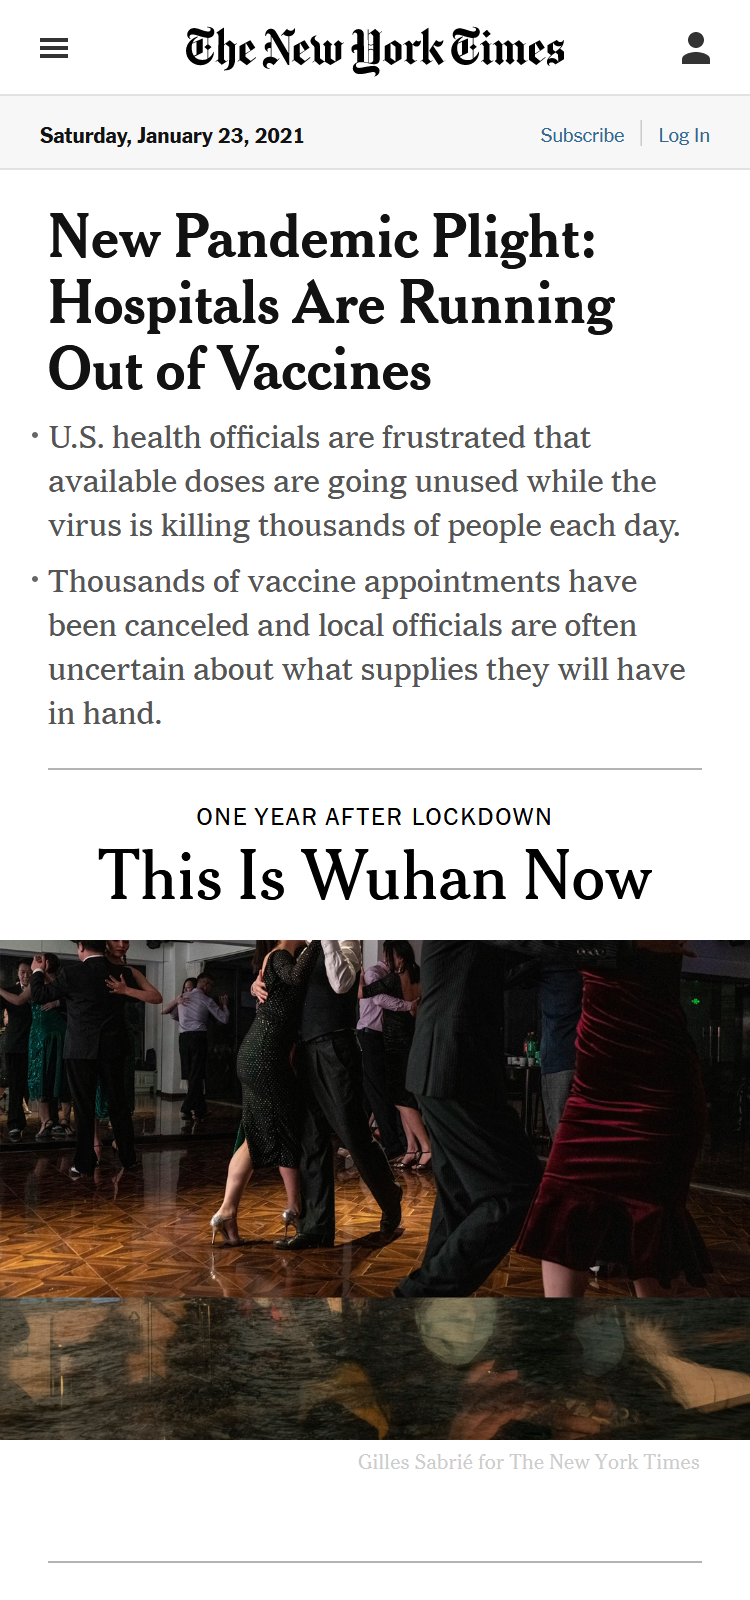 The New York Times
Saturday, January 23, 2021
Subscribe
Log In
New Pandemic Plight:
Hospitals Are Running
Out of Vaccines
• U.S. health officials are frustrated that
available doses are going unused while the
virus is killing thousands of people each day.
• Thousands of vaccine appointments have
been canceled and local officials are often
uncertain about what supplies they will have
in hand.
ONE YEAR AFTER LOCKDOWN
This Is Wuhan Now
Gilles Sabrié for The New York Times